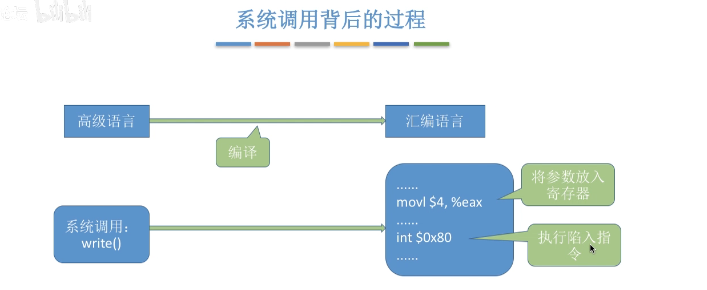 系统调用背后的过程
高级语言
汇编语言
编译
系统调用：
write()
......
movl $4, %eax
......
int $0x80
......
将参数放入
寄存器
执行陷入指
令